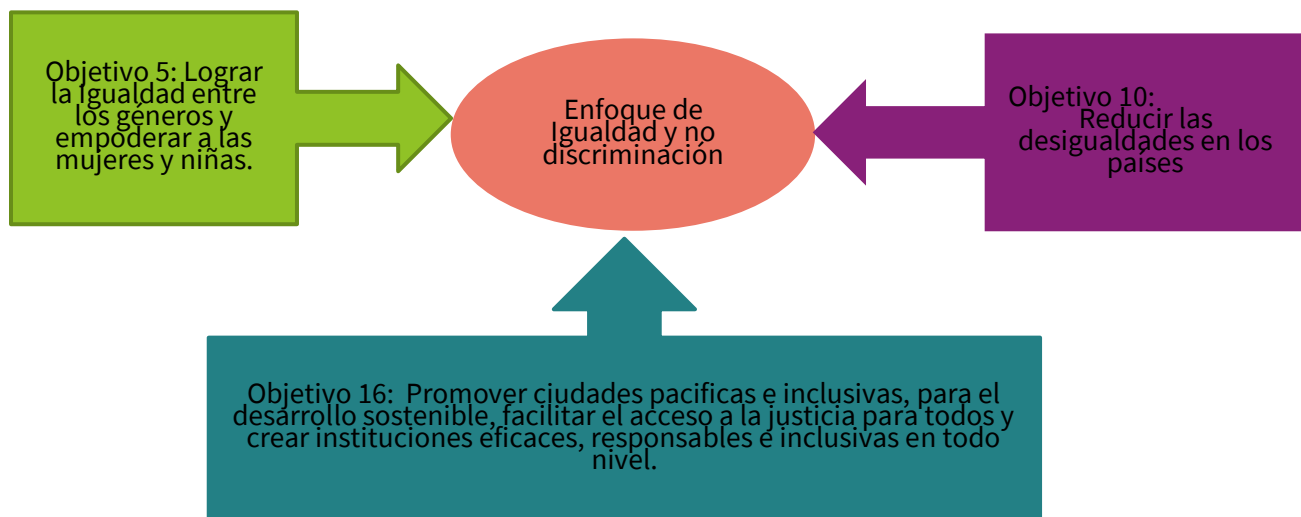 Objetivo 5: Lograr
la Igualdad entre
los géneros y
empoderar a las
mujeres y niñas.
Enfoque de
Igualdad y no
discriminación
Objetivo 10:
Reducir las
desigualdades en los
países
Objetivo 16: Promover ciudades pacificas e inclusivas, para el
desarrollo sostenible, facilitar el acceso a la justicia para todos y
crear instituciones eficaces, responsables e inclusivas en todo
nivel.